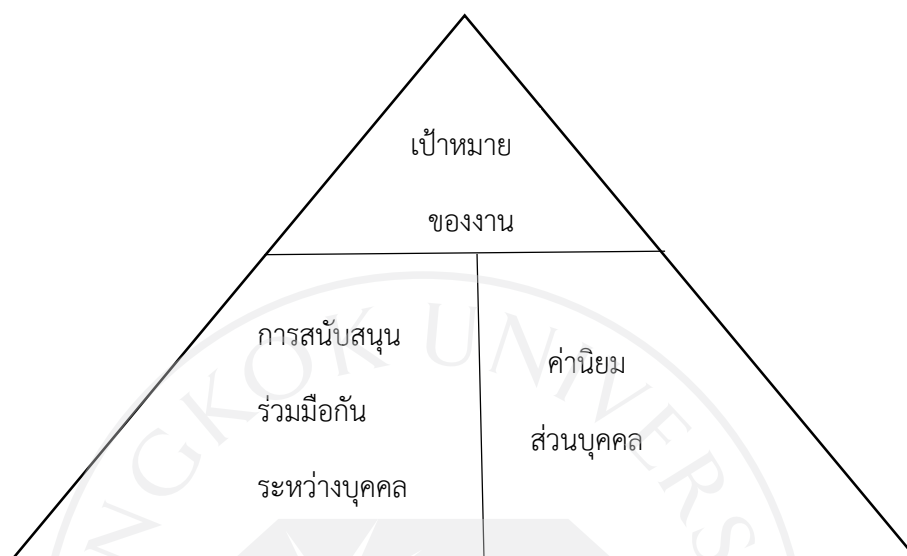 เป้าหมาย
ของงาน
การสนับสนุน
ร่วมมือกัน
ระหว่างบุคคล
ค่านิยม
ส่วนบุคคล
NGKOK UNIVERS